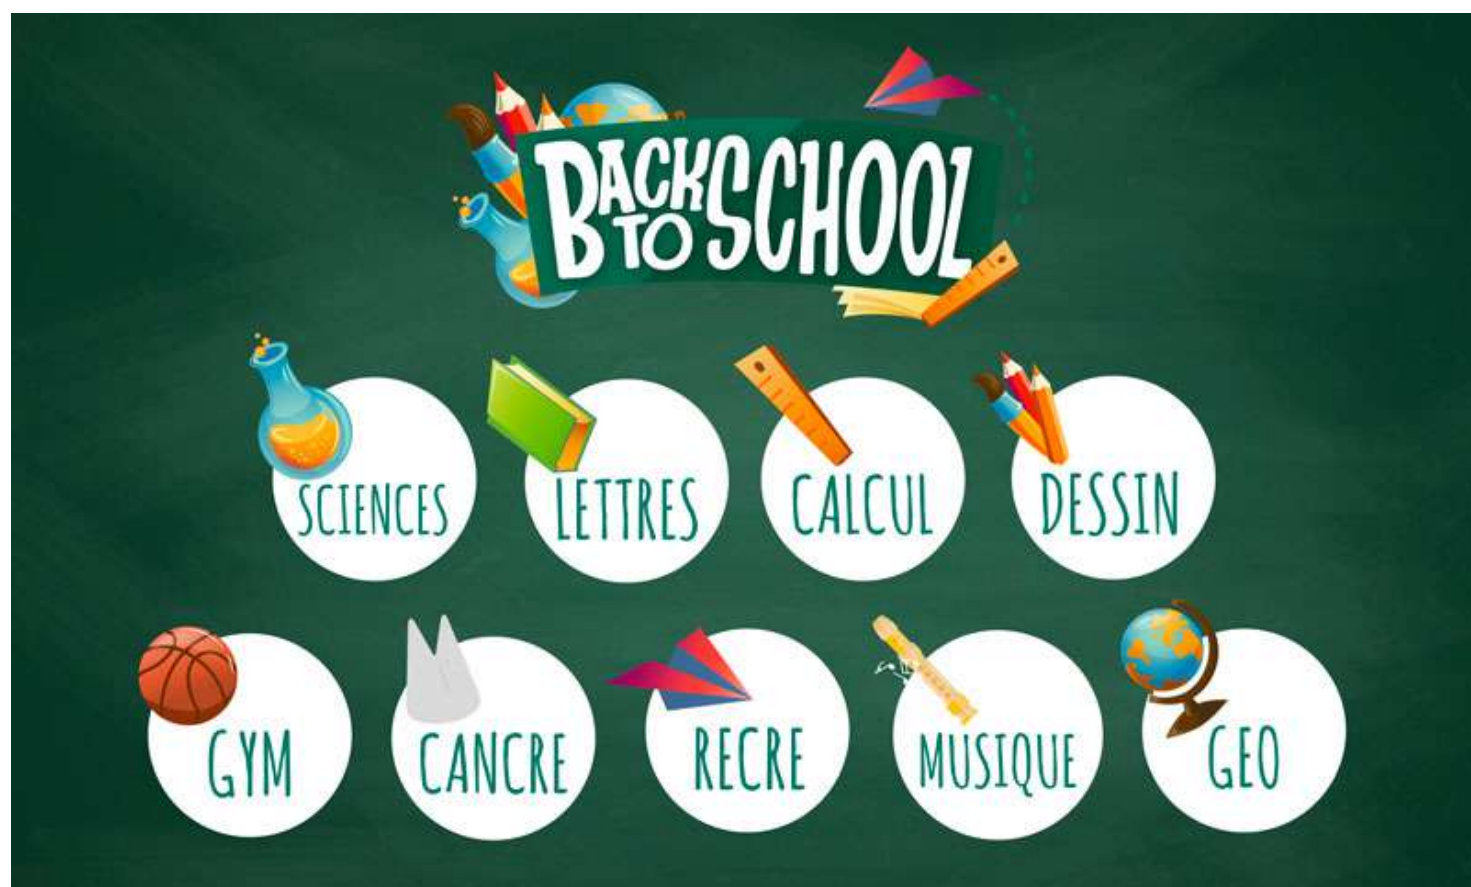 BACK TO SCHOOL
SCIENCES
LETTRES
CALCUL
DESSIN
GYM
CANCRE
RECRE
MUSIQUE
GEO